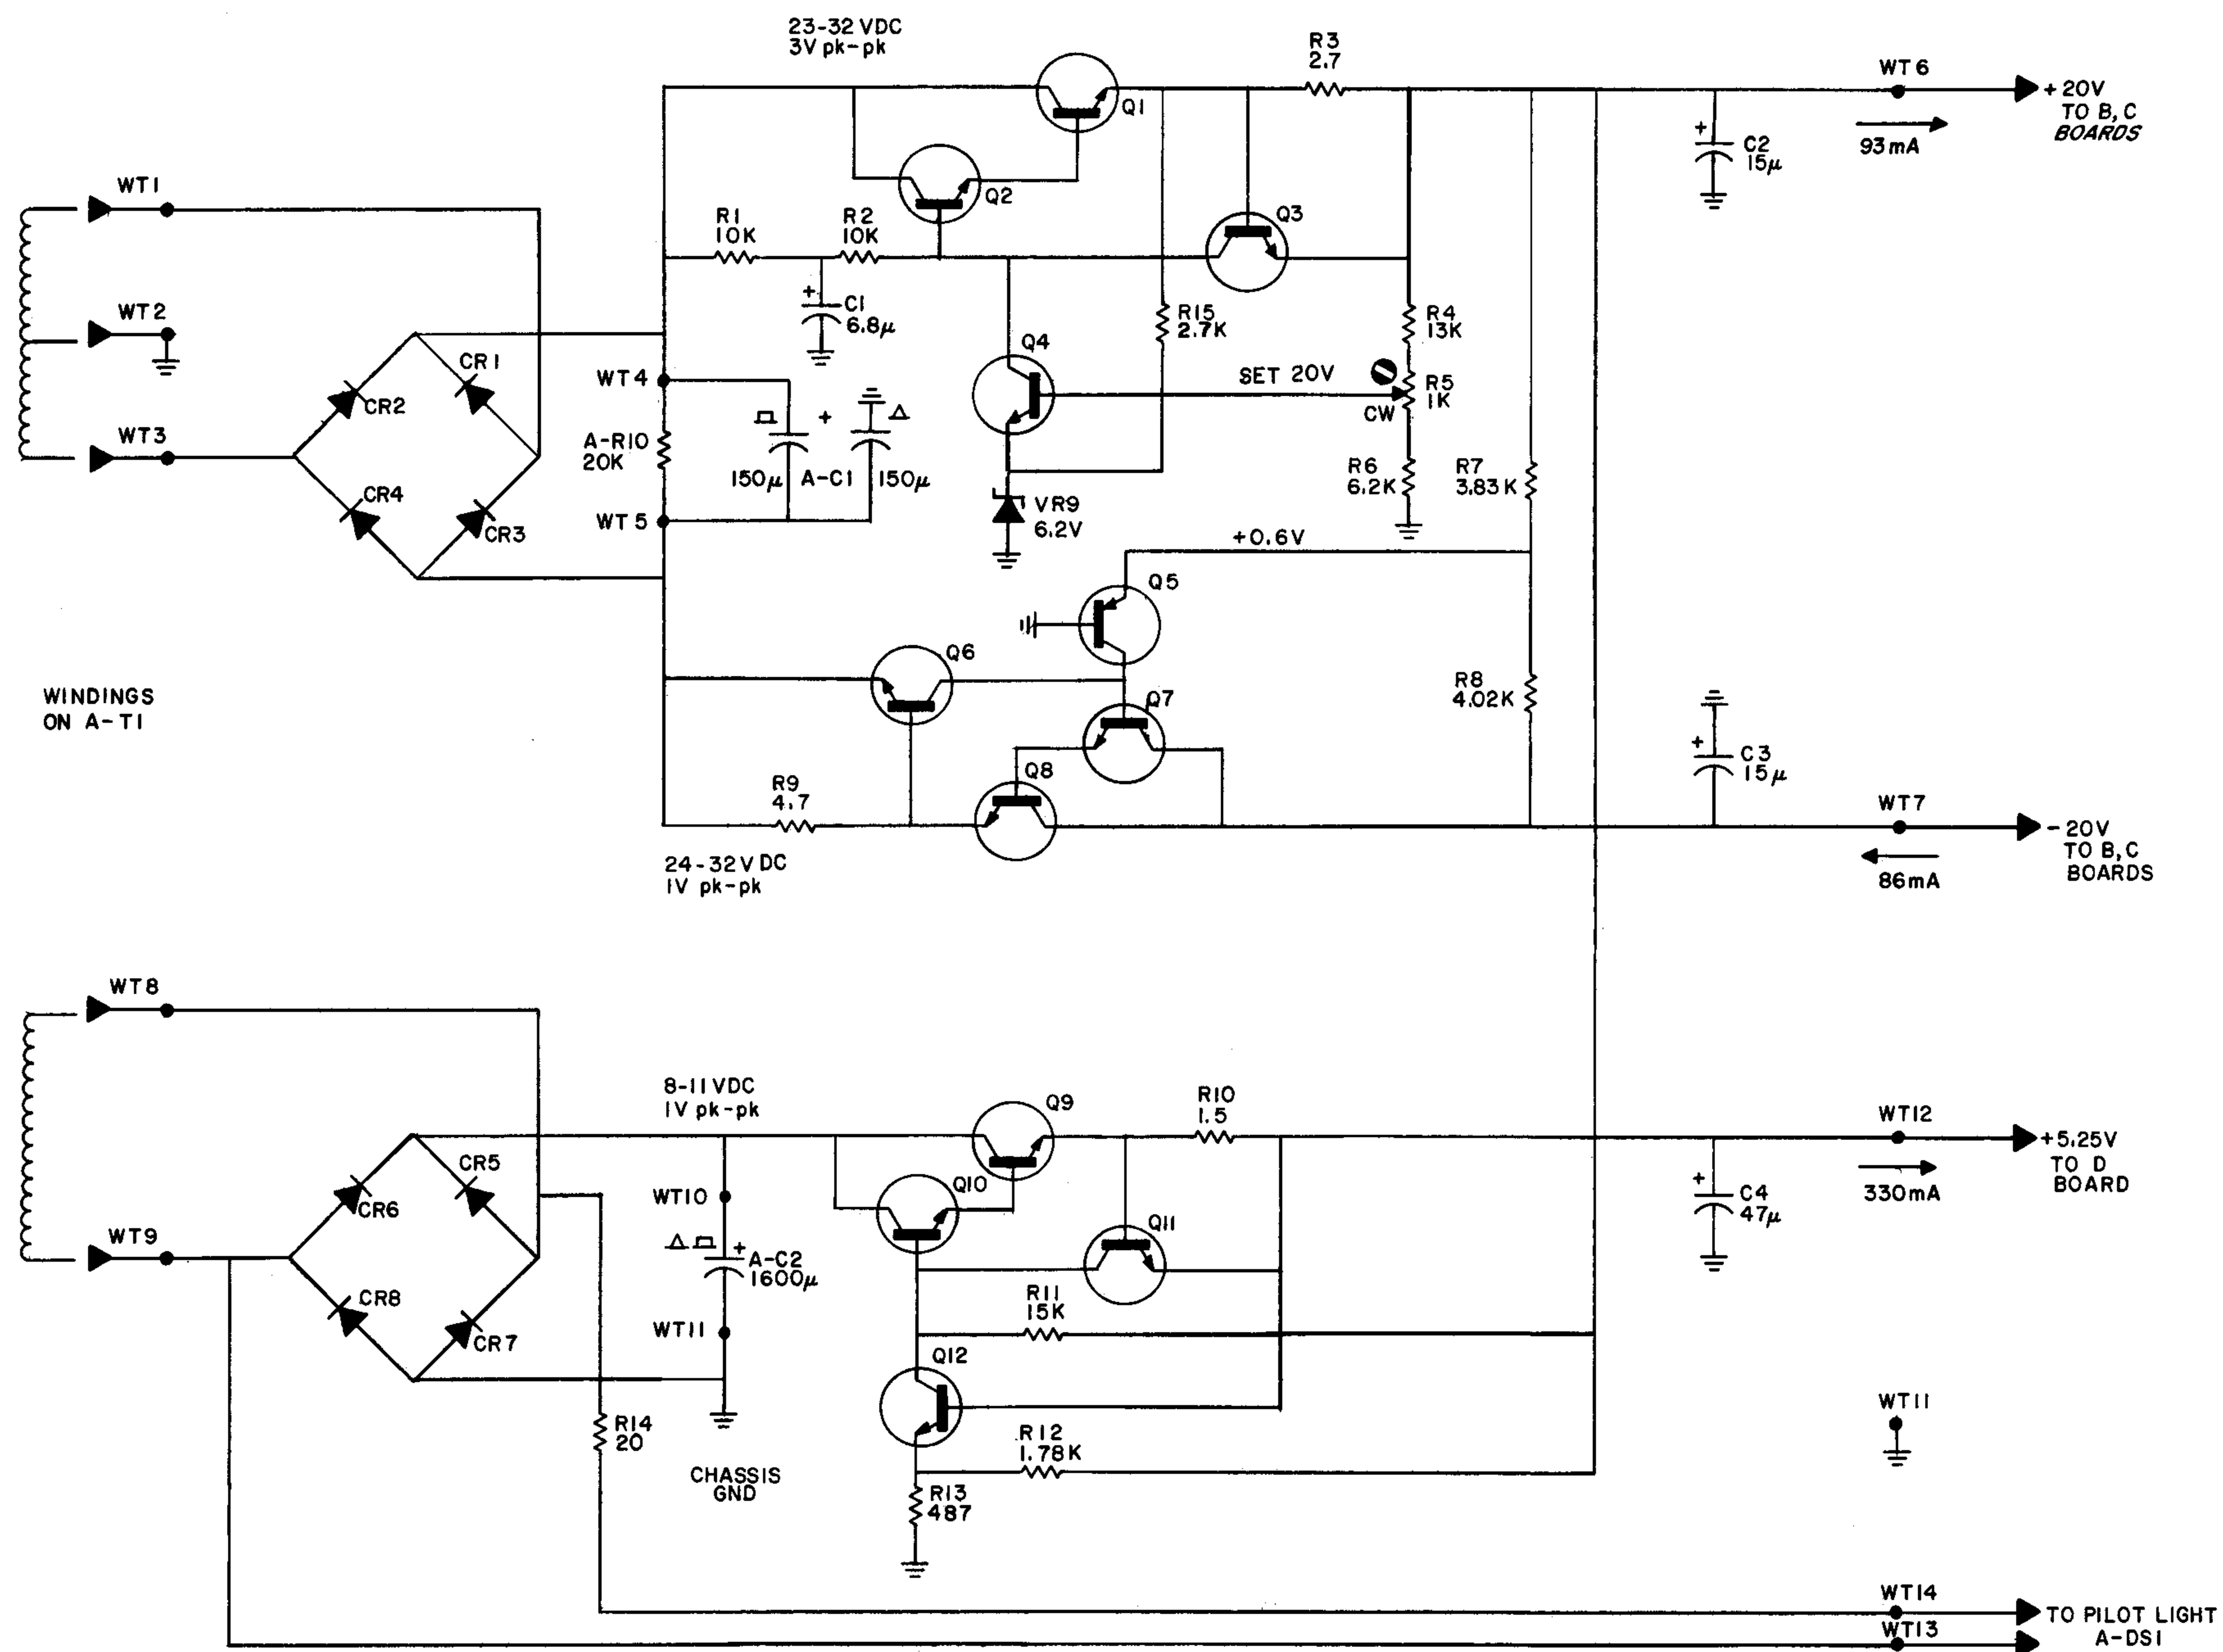 23-32 VDC
3V pk-pk
Q1
R3
2.7
WT6
+20V
TO B, C
BOARDS
93mA
C2
15μ
WT1
Q2
Q3
R1
10K
R2
10K
WT2
C1
6.8μ
R15
2.7K
R4
13K
CR1
CR2
WT4
Q4
SET 20V
R5
1K
CW
+
WT3
A-R10
20K
150μ
A-C1
150μ
R6
6.2K
R7
3.83K
CR4
CR3
WT5
VR9
6.2V
+0.6V
Q5
Q6
WINDINGS
ON A-T1
Q7
R8
4.02K
C3
15μ
R9
4.7
Q8
WT7
-20V
TO B, C
BOARDS
86mA
24-32V DC
1V pk-pk
WT8
8-11VDC
1V pk-pk
Q9
R10
1.5
WT12
+5.25V
TO D
BOARD
330mA
CR5
CR6
WT10
Q10
Q11
C4
47μ
WT9
Δ
+
A-C2
1600μ
CR8
CR7
WT11
R11
15K
Q12
R14
20
R12
1.78K
WT11
CHASSIS
GND
R13
487
WT14
TO PILOT LIGHT
A-DS1
WT13